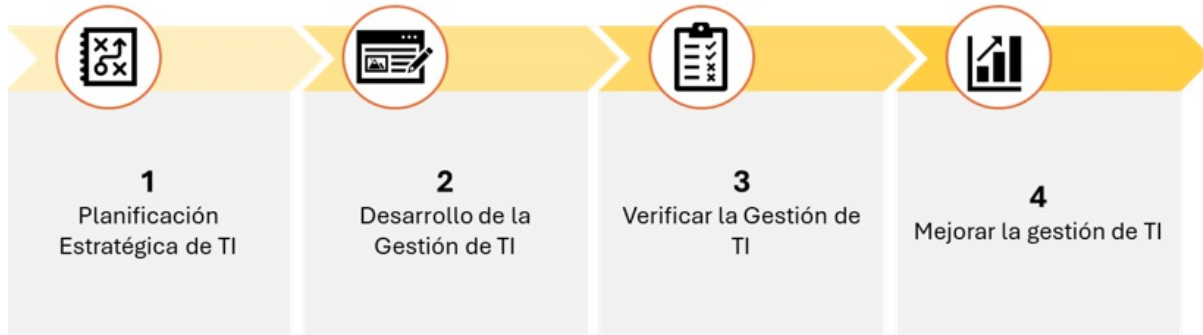 1
Planificación
Estratégica de TI
2
Desarrollo de la
Gestión de TI
3
Verificar la Gestión de
TI
4
Mejorar la gestión de TI